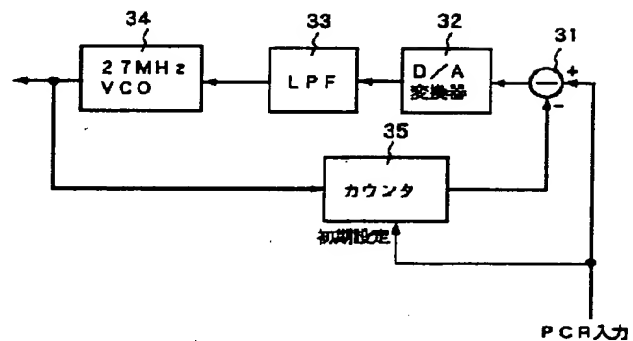 34
33
32
31
27MHz
VCO
LPF
D/A
変換器
+
−
-
35
カウンタ
初期設定
PCR入力